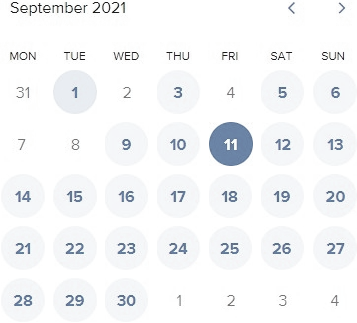 September 2021 < >
MON TUE WED THU FRI SAT SUN
31 1 2 3 4 5 6
7 8 9 10 11 12 13
14 15 16 17 18 19 20
21 22 23 24 25 26 27
28 29 30 1 2 3 4